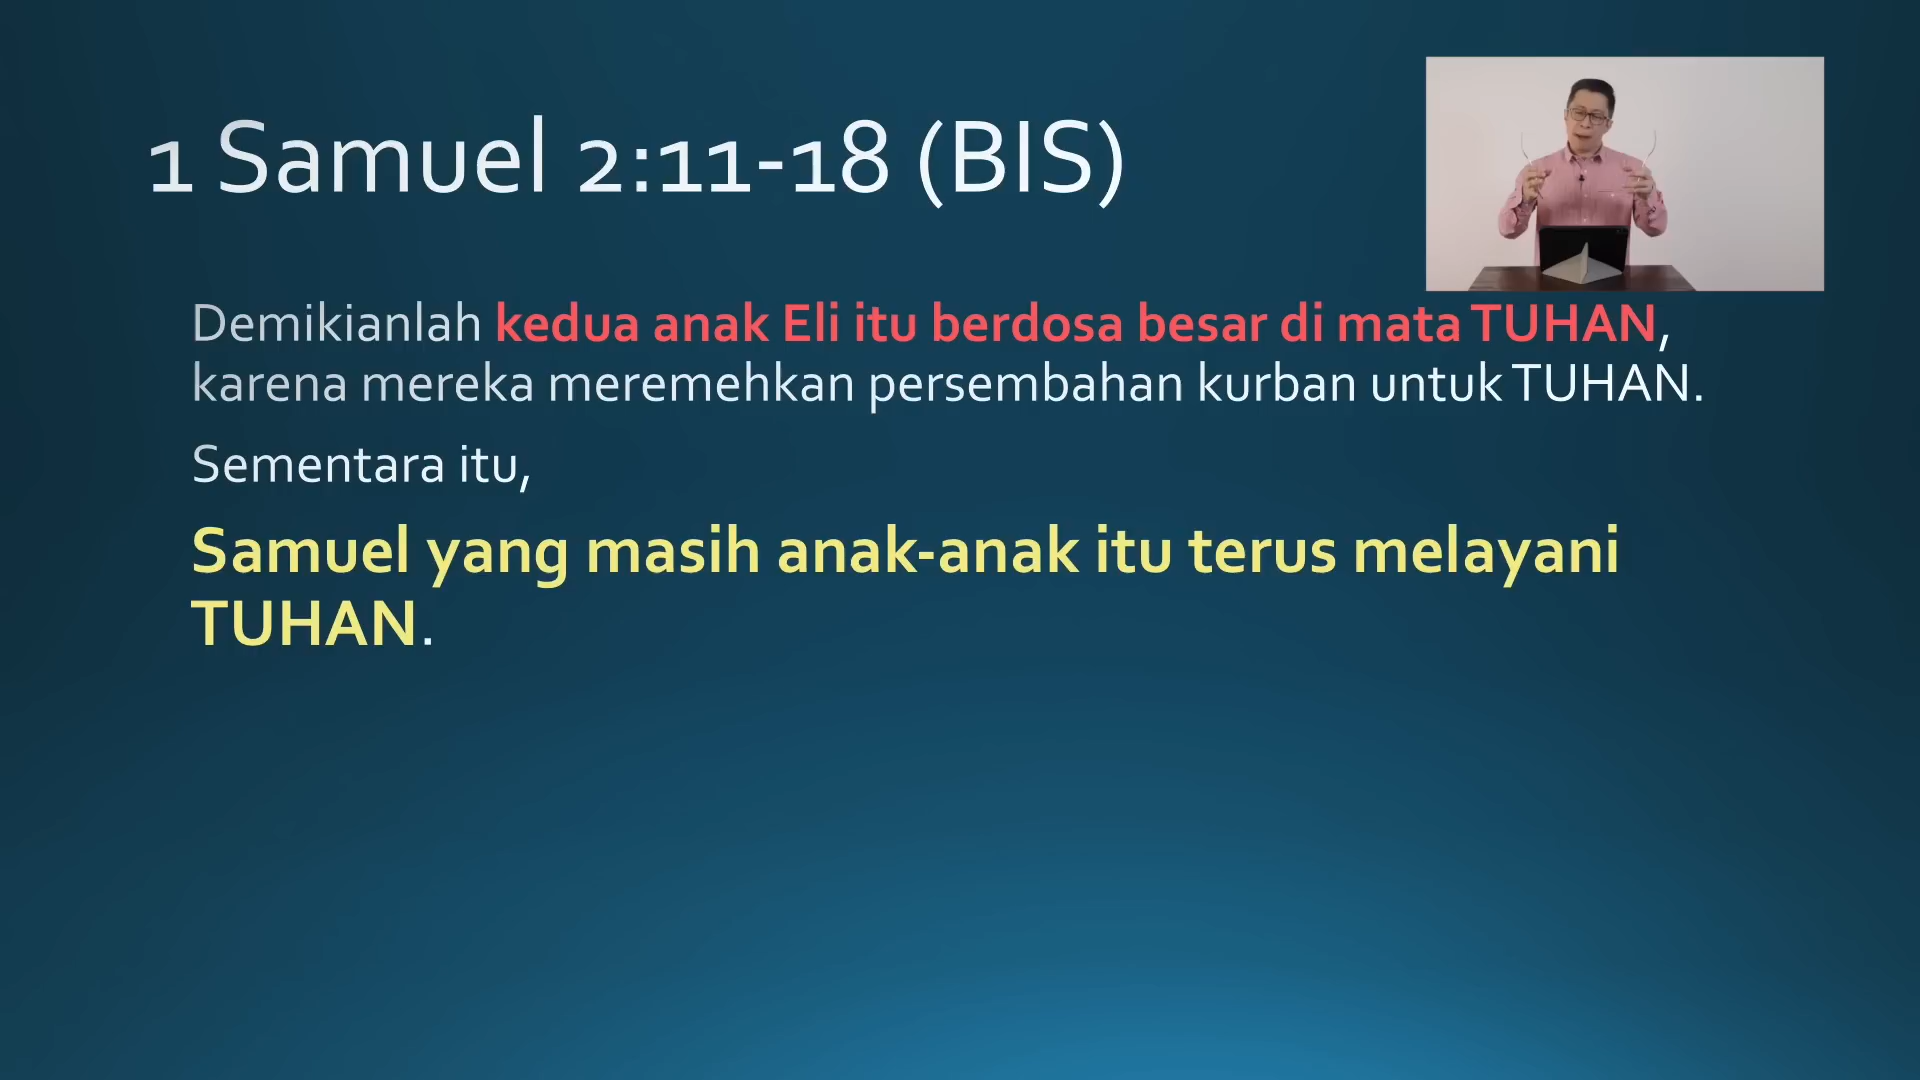 1 Samuel 2:11-18 (BIS)
Demikianlah kedua anak Eli itu berdosa besar di mata TUHAN,
karena mereka meremehkan persembahan kurban untuk TUHAN.
Sementara itu,
Samuel yang masih anak-anak itu terus melayani
TUHAN.